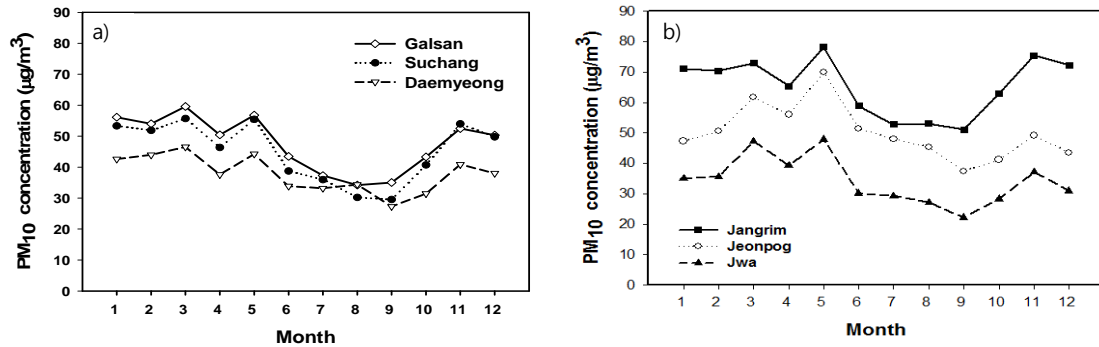 a)
Galsan
Suchang
Daemyeong
PM10 concentration (µg/m³)
90
80
70
60
50
40
30
20
10
0
1 2 3 4 5 6 7 8 9 10 11 12
Month
b)
Jangrim
Jeonpog
Jwa
PM10 concentration (µg/m³)
90
80
70
60
50
40
30
20
10
0
1 2 3 4 5 6 7 8 9 10 11 12
Month